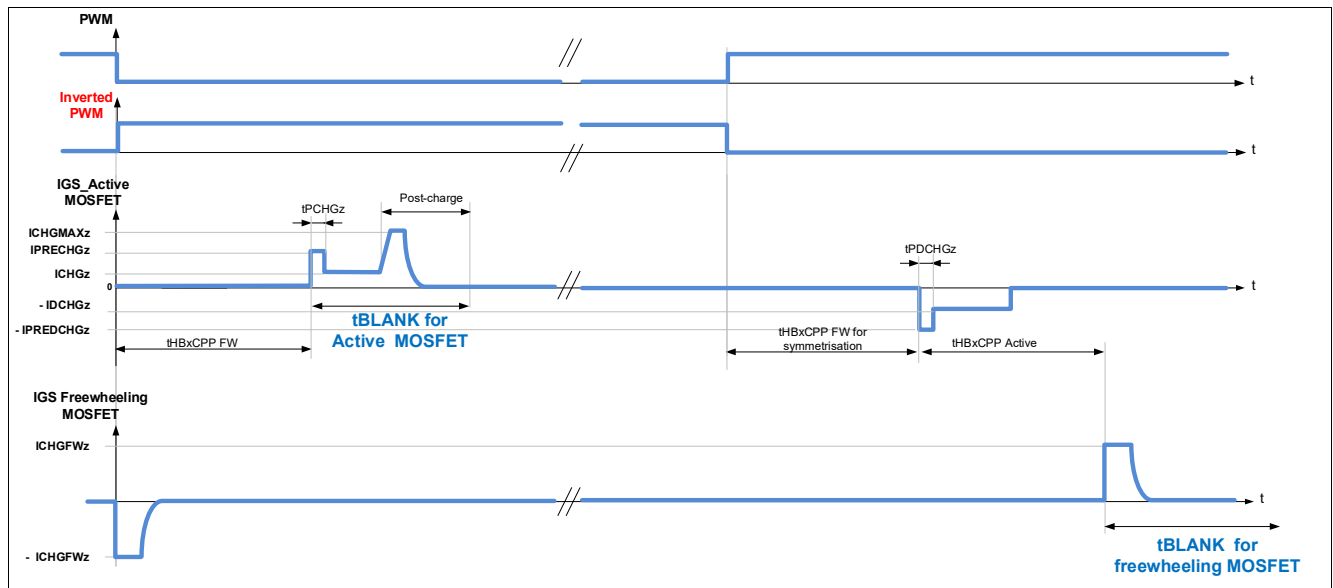 PWM
t
Inverted
PWM
t
IGS_Active
MOSFET
tPCHGz
Post-charge
ICHGMAXz
IPRECHGz
ICHGz
0
- IDCHGz
- IPREDCHGz
tPDCHGz
t
tBLANK for
Active MOSFET
tHBxCPP FW
tHBxCPP FW for
symmetrisation
tHBxCPP Active
IGS Freewheeling
MOSFET
ICHGFWz
t
- ICHGFWz
tBLANK for
freewheeling MOSFET